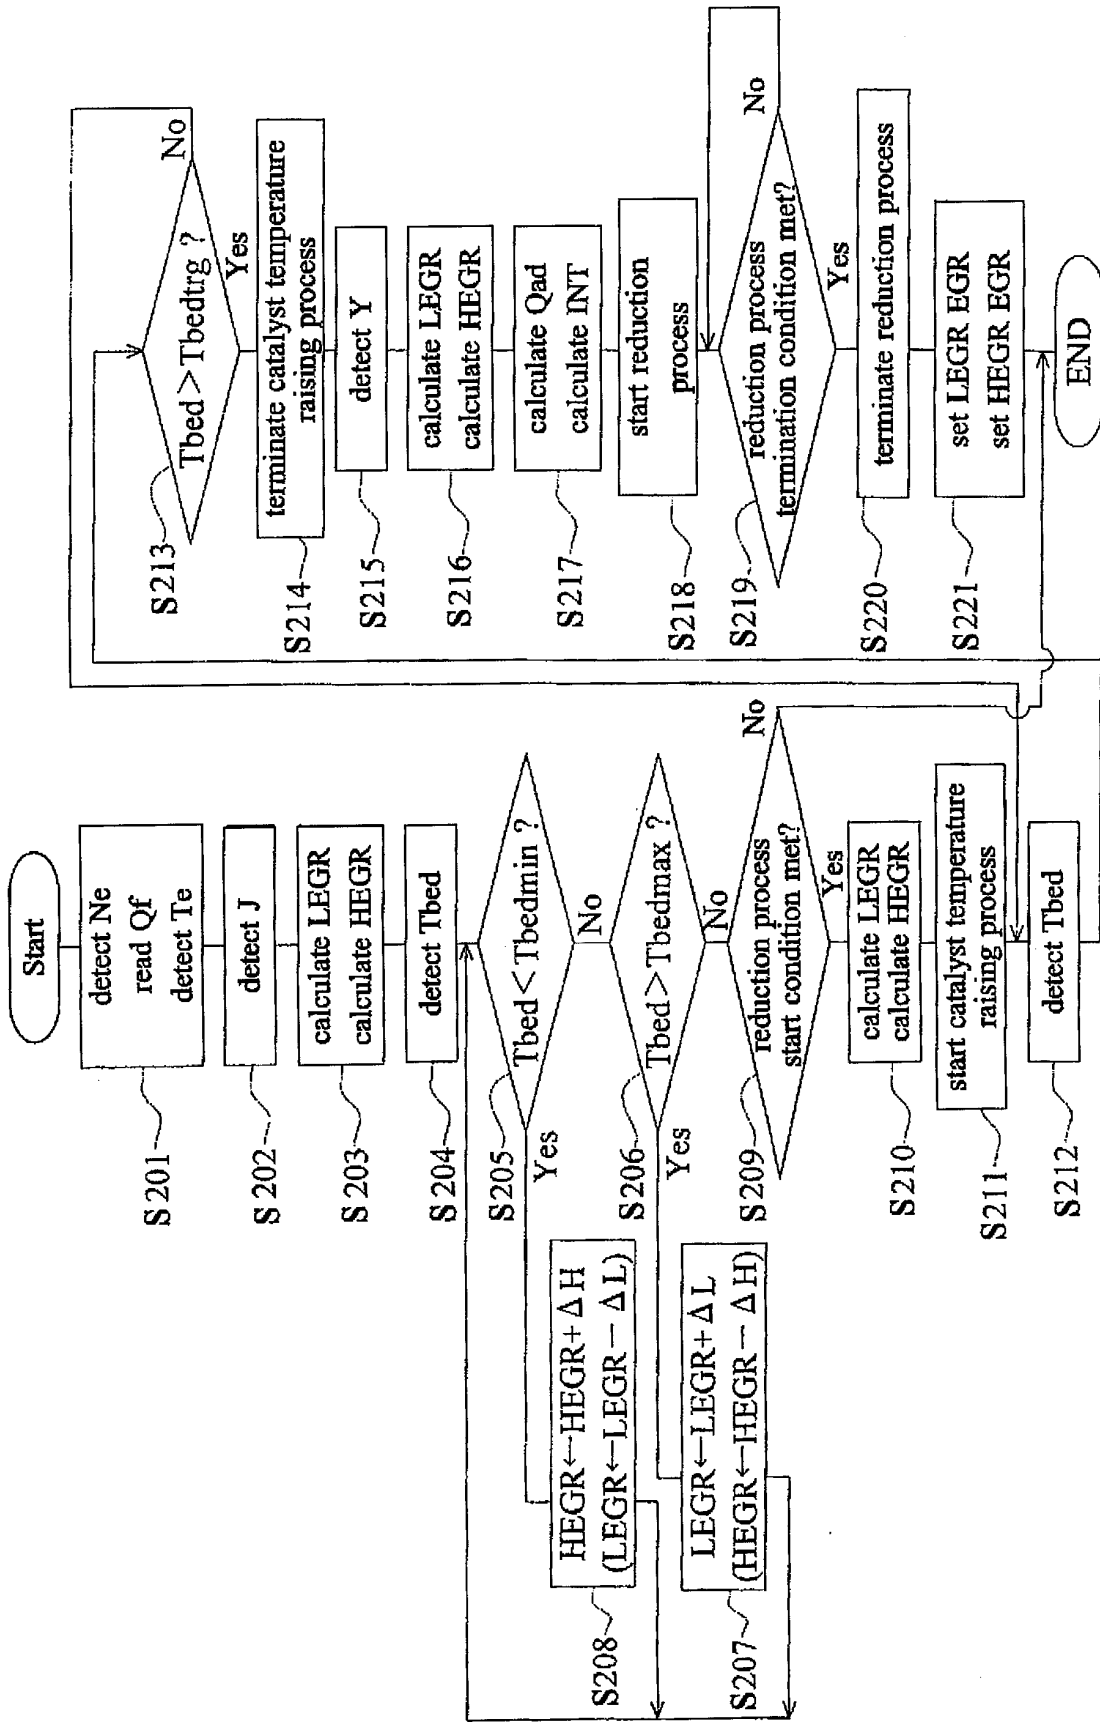 Start
detect Ne
read Qf
detect Te
S201
detect J
S202
calculate LEGR
calculate HEGR
S203
detect Tbed
S204
Tbed < Tbedmin ?
S205
Yes
No
HEGR←HEGR+ΔH
(LEGR←LEGR−ΔL)
S208
Tbed > Tbedmax ?
S206
Yes
No
LEGR←LEGR+ΔL
(HEGR←HEGR−ΔH)
S207
reduction process
start condition met?
S209
No
Yes
calculate LEGR
calculate HEGR
S210
start catalyst temperature
raising process
S211
detect Tbed
S212
Tbed > Tbedtrg ?
S213
No
Yes
terminate catalyst temperature
raising process
S214
detect Y
S215
calculate LEGR
calculate HEGR
S216
calculate Qad
calculate INT
S217
start reduction
process
S218
reduction process
termination condition met?
S219
No
Yes
terminate reduction process
S220
set LEGR EGR
set HEGR EGR
S221
END